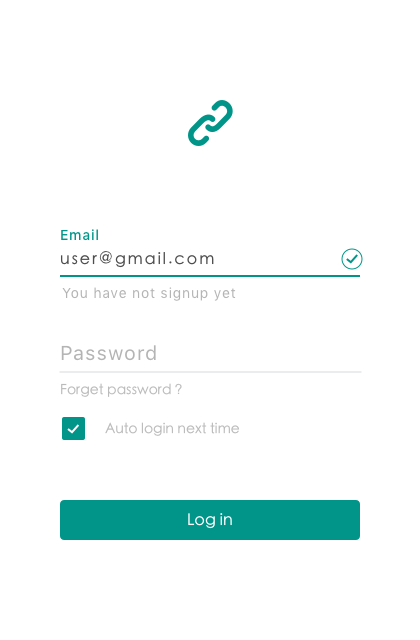 Email
user@gmail.com
You have not signup yet
Password
Forget password ?
Auto login next time
Log in